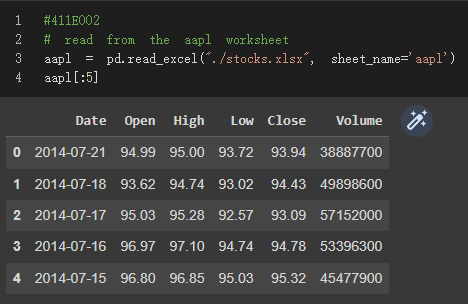 1 #411E002
2 # read from the aapl worksheet
3 aapl = pd.read_excel("./stocks.xlsx", sheet_name='aapl')
4 aapl[:5]
Date Open High Low Close Volume
0 2014-07-21 94.99 95.00 93.72 93.94 38887700
1 2014-07-18 93.62 94.74 93.02 94.43 49898600
2 2014-07-17 95.03 95.28 92.57 93.09 57152000
3 2014-07-16 96.97 97.10 94.74 94.78 53396300
4 2014-07-15 96.80 96.85 95.03 95.32 45477900